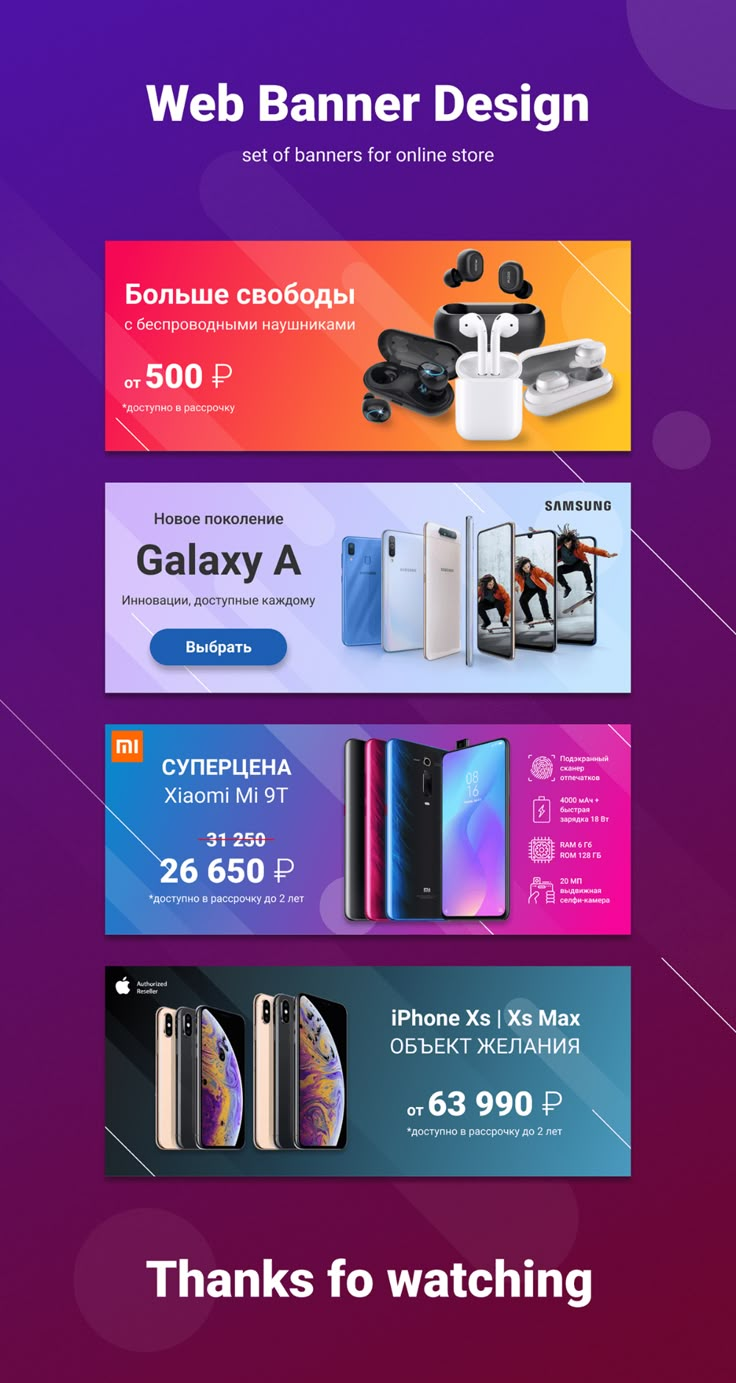 Web Banner Design
set of banners for online store
Больше свободы
с беспроводными наушниками
от 500 ₽
*доступно в рассрочку
SAMSUNG
Новое поколение
Galaxy A
Инновации, доступные каждому
Выбрать
MI
СУПЕРЦЕНА
Xiaomi Mi 9T
31 250
26 650 ₽
*доступно в рассрочку до 2 лет
08
16
Подэкранный
сканер
отпечатков
4000 мАч +
быстрая
зарядка 18 Вт
RAM 6 Гб
ROM 128 ГБ
20 МП
выдвижная
селфи-камера
Authorized
Reseller
iPhone Xs | Xs Max
ОБЪЕКТ ЖЕЛАНИЯ
от 63 990 ₽
*доступно в рассрочку до 2 лет
Thanks fo watching